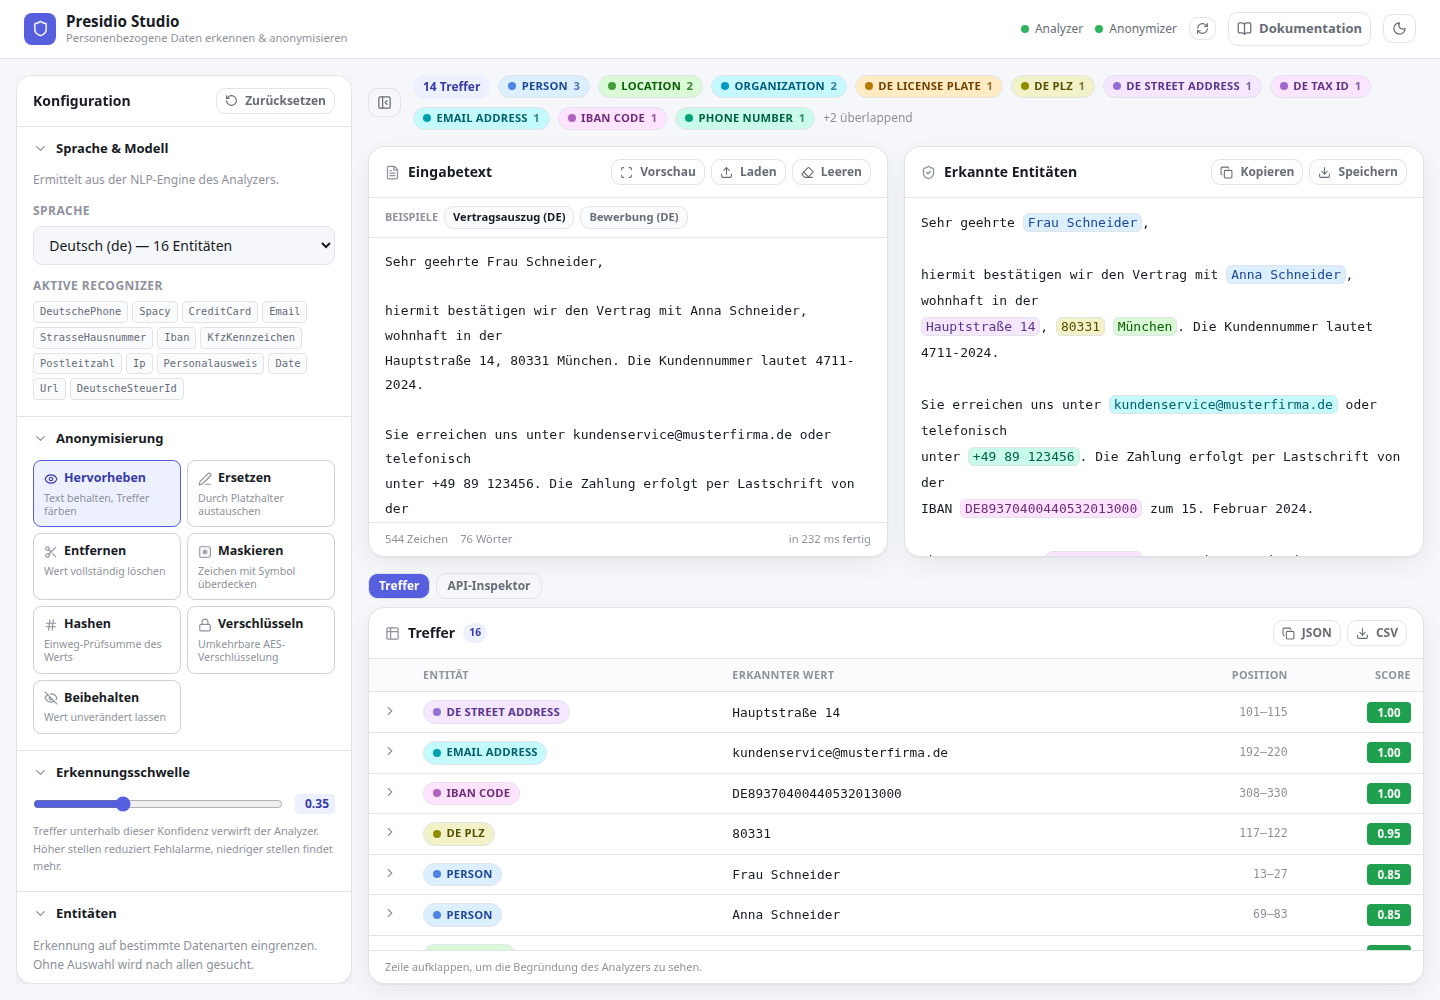 Presidio Studio
Personenbezogene Daten erkennen & anonymisieren
Analyzer
Anonymizer
Dokumentation
Konfiguration
Zurücksetzen
Sprache & Modell
Ermittelt aus der NLP-Engine des Analyzers.
SPRACHE
Deutsch (de) — 16 Entitäten
AKTIVE RECOGNIZER
DeutschePhone Spacy CreditCard Email
StrasseHausnummer Iban KfzKennzeichen
Postleitzahl Ip Personalausweis Date
Url DeutscheSteuerId
Anonymisierung
Hervorheben
Text behalten, Treffer
färben
Ersetzen
Durch Platzhalter
austauschen
Entfernen
Wert vollständig löschen
Maskieren
Zeichen mit Symbol
überdecken
Hashen
Einweg-Prüfsumme des
Werts
Verschlüsseln
Umkehrbare AES-
Verschlüsselung
Beibehalten
Wert unverändert lassen
Erkennungsschwelle
0.35
Treffer unterhalb dieser Konfidenz verwirft der Analyzer.
Höher stellen reduziert Fehlalarme, niedriger stellen findet
mehr.
Entitäten
Erkennung auf bestimmte Datenarten eingrenzen.
Ohne Auswahl wird nach allen gesucht.
14 Treffer PERSON 3 LOCATION 2 ORGANIZATION 2 DE LICENSE PLATE 1 DE PLZ 1 DE STREET ADDRESS 1 DE TAX ID 1
EMAIL ADDRESS 1 IBAN CODE 1 PHONE NUMBER 1 +2 überlappend
Eingabetext
Vorschau
Laden
Leeren
BEISPIELE Vertragsauszug (DE) Bewerbung (DE)
Sehr geehrte Frau Schneider,
hiermit bestätigen wir den Vertrag mit Anna Schneider,
wohnhaft in der
Hauptstraße 14, 80331 München. Die Kundennummer lautet 4711-
2024.
Sie erreichen uns unter kundenservice@musterfirma.de oder
telefonisch
unter +49 89 123456. Die Zahlung erfolgt per Lastschrift von
der
544 Zeichen 76 Wörter
in 232 ms fertig
Erkannte Entitäten
Kopieren
Speichern
Sehr geehrte Frau Schneider,
hiermit bestätigen wir den Vertrag mit Anna Schneider,
wohnhaft in der
Hauptstraße 14, 80331 München. Die Kundennummer lautet
4711-2024.
Sie erreichen uns unter kundenservice@musterfirma.de oder
telefonisch
unter +49 89 123456. Die Zahlung erfolgt per Lastschrift von
der
IBAN DE89370400440532013000 zum 15. Februar 2024.
Treffer
API-Inspektor
Treffer 16
JSON
CSV
ENTITÄT ERKANNTER WERT POSITION SCORE
DE STREET ADDRESS Hauptstraße 14 101–115 1.00
EMAIL ADDRESS kundenservice@musterfirma.de 192–220 1.00
IBAN CODE DE89370400440532013000 308–330 1.00
DE PLZ 80331 117–122 0.95
PERSON Frau Schneider 13–27 0.85
PERSON Anna Schneider 69–83 0.85
Zeile aufklappen, um die Begründung des Analyzers zu sehen.